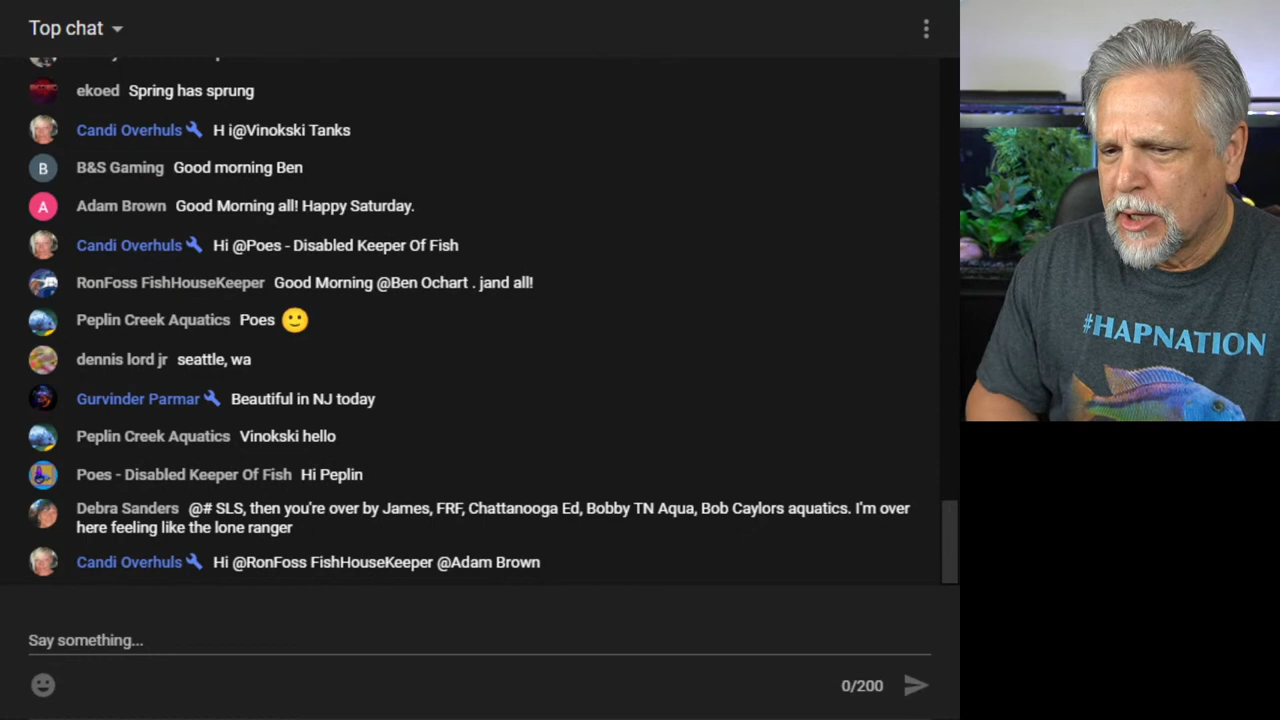 Top chat
ekoed Spring has sprung
Candi Overhuls H i@Vinokski Tanks
B B&S Gaming Good morning Ben
A Adam Brown Good Morning all! Happy Saturday.
Candi Overhuls Hi @Poes - Disabled Keeper Of Fish
RonFoss FishHouseKeeper Good Morning @Ben Ochart . jand all!
Peplin Creek Aquatics Poes
dennis lord jr seattle, wa
Gurvinder Parmar Beautiful in NJ today
Peplin Creek Aquatics Vinokski hello
Poes - Disabled Keeper Of Fish Hi Peplin
Debra Sanders @# SLS, then you're over by James, FRF, Chattanooga Ed, Bobby TN Aqua, Bob Caylors aquatics. I'm over
here feeling like the lone ranger
Candi Overhuls Hi @RonFoss FishHouseKeeper @Adam Brown
Say something...
0/200
#HAPNATION